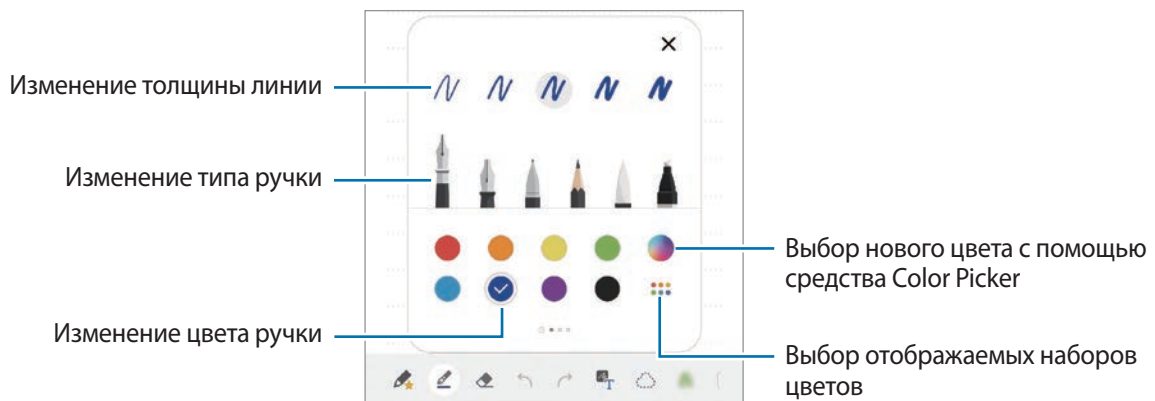 Изменение толщины линии
Изменение типа ручки
Изменение цвета ручки
Выбор нового цвета с помощью
средства Color Picker
Выбор отображаемых наборов
цветов